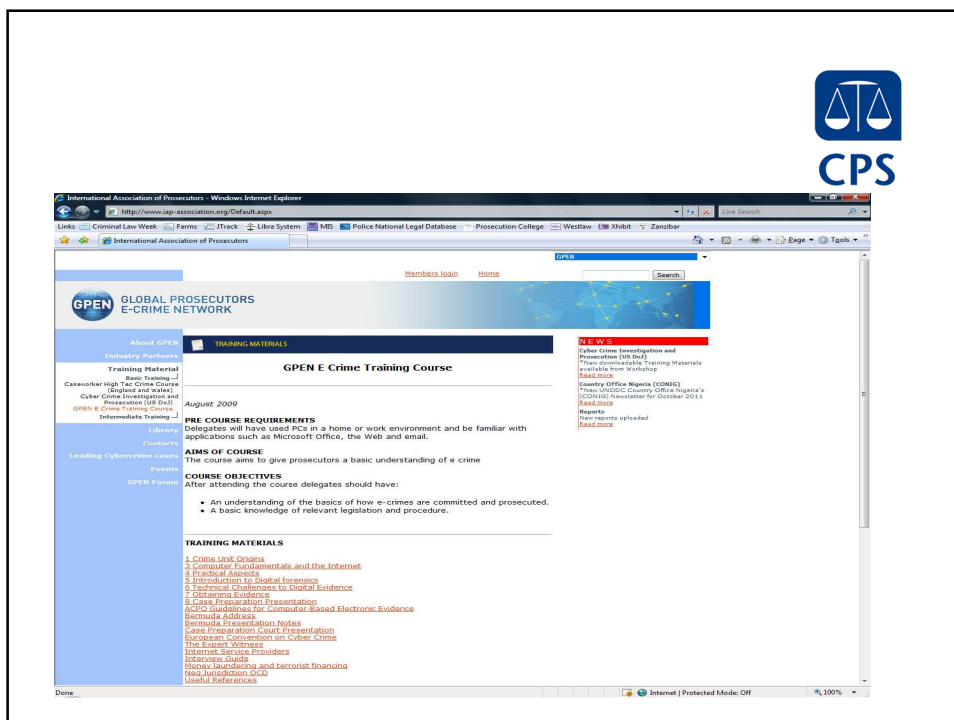 CPS
International Association of Prosecutors - Windows Internet Explorer
http://www.iap-association.org/Default.aspx
Live Search
Links Criminal Law Week Farms JTrack Libra System MIS Police National Legal Database Prosecution College Westlaw Xhibit Zanzibar
International Association of Prosecutors
Page Tools
GPEN
Members login Home
Search
GPEN
GLOBAL PROSECUTORS
E-CRIME NETWORK
About GPEN
Industry Partners
Training Material
Basic Training
Caseworker High Tec Crime Course
(England and Wales)
Cyber Crime Investigation and
Prosecution (US DoJ)
GPEN E Crime Training Course
Intermediate Training
Library
Contacts
Leading Cybercrime cases
Events
GPEN Forum
TRAINING MATERIALS
GPEN E Crime Training Course
August 2009
PRE COURSE REQUIREMENTS
Delegates will have used PCs in a home or work environment and be familiar with
applications such as Microsoft Office, the Web and email.
AIMS OF COURSE
The course aims to give prosecutors a basic understanding of e crime
COURSE OBJECTIVES
After attending the course delegates should have:
• An understanding of the basics of how e-crimes are committed and prosecuted.
• A basic knowledge of relevant legislation and procedure.
TRAINING MATERIALS
1 Crime Unit Origins
3 Computer Fundamentals and the Internet
4 Practical Aspects
5 Introduction to Digital forensics
6 Technical Challenges to Digital Evidence
7 Obtaining Evidence
8 Case Preparation Presentation
ACPO Guidelines for Computer-Based Electronic Evidence
Bermuda Address
Bermuda Presentation Notes
Case Preparation Court Presentation
European Convention on Cyber Crime
The Expert Witness
Internet Service Providers
Interview Guide
Money laundering and terrorist financing
Neg Jurisdiction OCD
Useful References
NEWS
Cyber Crime Investigation and
Prosecution (US DoJ)
*New downloadable Training Materials
available from Workshop
Read more
Country Office Nigeria (CONIG)
*New UNODC Country Office Nigeria's
(CONIG) Newsletter for October 2011
Read more
Reports
New reports uploaded
Read more
Done
Internet | Protected Mode: Off
100%